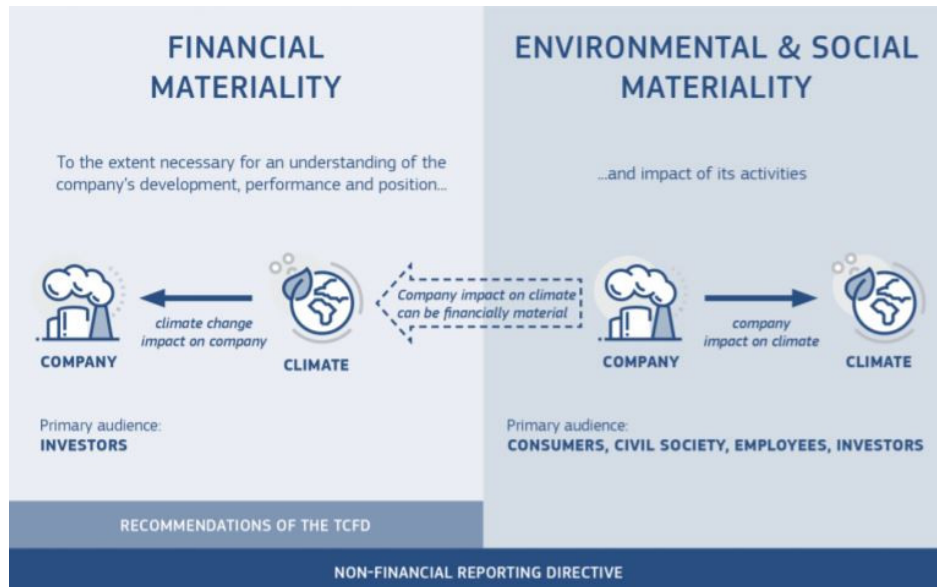 FINANCIAL
MATERIALITY
To the extent necessary for an understanding of the
company's development, performance and position...
climate change
impact on company
COMPANY
CLIMATE
Primary audience:
INVESTORS
Company impact on climate
can be financially material
ENVIRONMENTAL & SOCIAL
MATERIALITY
...and impact of its activities
company
impact on climate
COMPANY
CLIMATE
Primary audience:
CONSUMERS, CIVIL SOCIETY, EMPLOYEES, INVESTORS
RECOMMENDATIONS OF THE TCFD
NON-FINANCIAL REPORTING DIRECTIVE